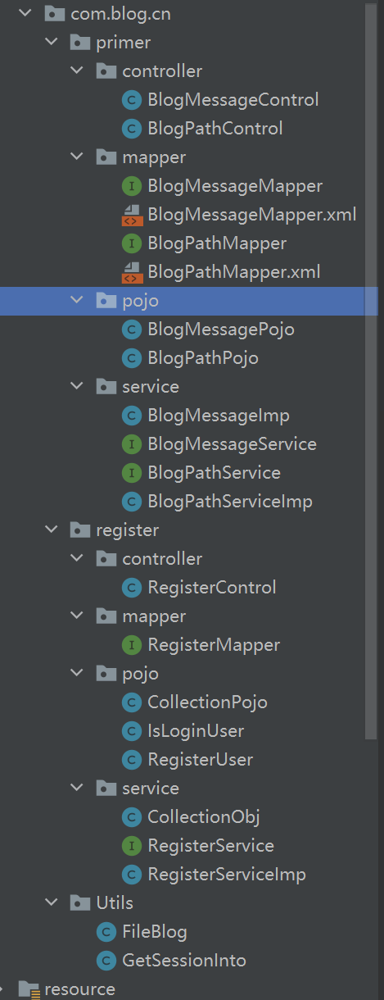 com.blog.cn
primer
controller
BlogMessageControl
BlogPathControl
mapper
BlogMessageMapper
BlogMessageMapper.xml
BlogPathMapper
BlogPathMapper.xml
pojo
BlogMessagePojo
BlogPathPojo
service
BlogMessageImp
BlogMessageService
BlogPathService
BlogPathServiceImp
register
controller
RegisterControl
mapper
RegisterMapper
pojo
CollectionPojo
IsLoginUser
RegisterUser
service
CollectionObj
RegisterService
RegisterServiceImp
Utils
FileBlog
GetSessionInto
resource